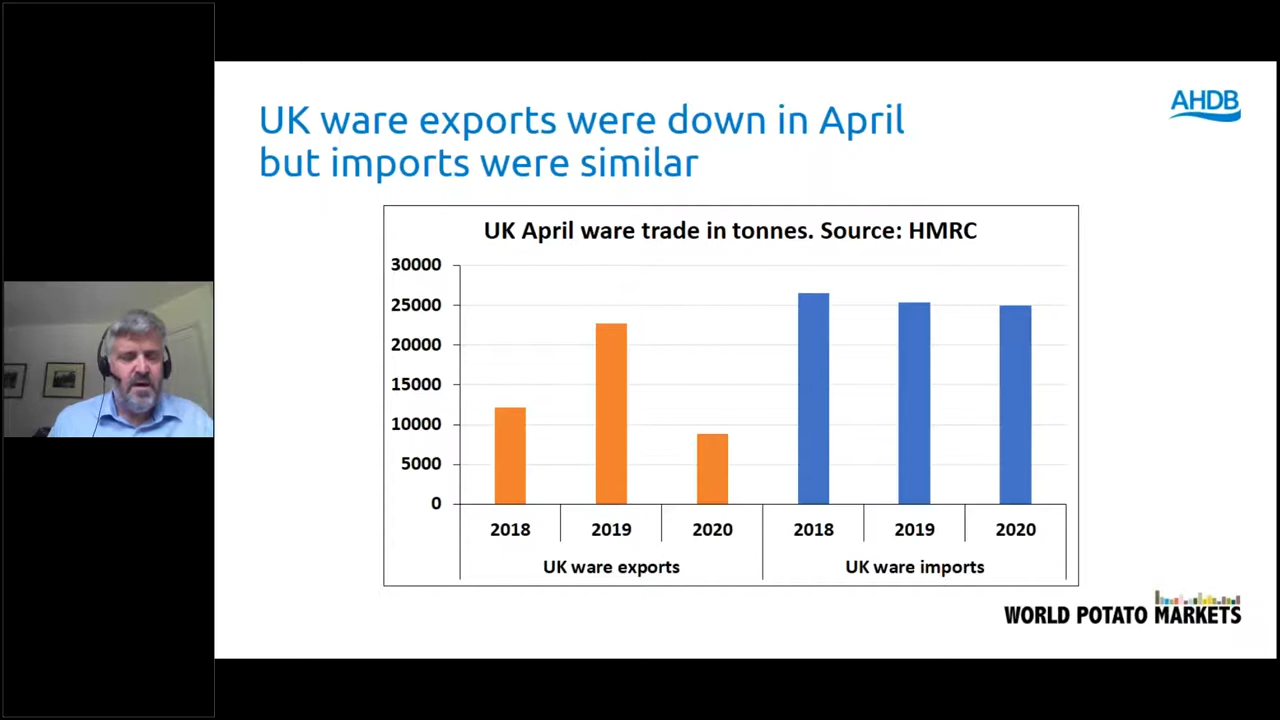 UK ware exports were down in April
but imports were similar
AHDB
UK April ware trade in tonnes. Source: HMRC
30000
25000
20000
15000
10000
5000
0
2018 2019 2020 2018 2019 2020
UK ware exports UK ware imports
WORLD POTATO MARKETS